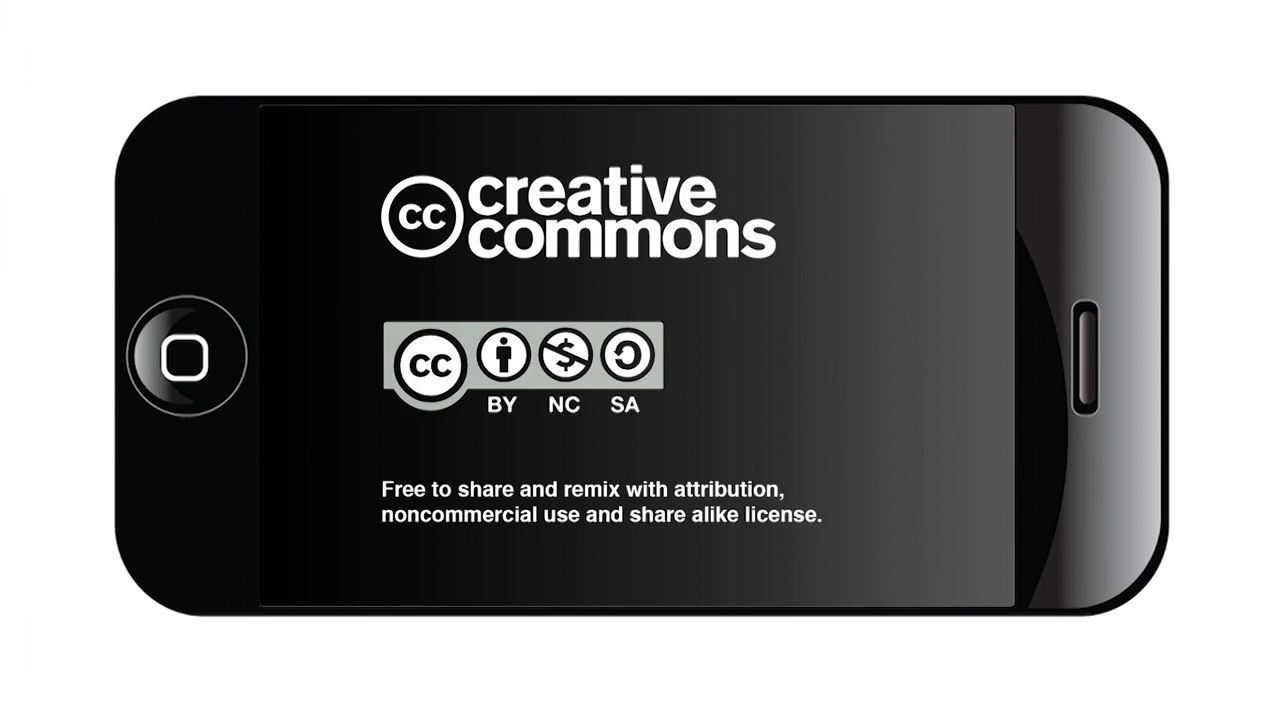 cc creative
commons
cc
BY NC SA
Free to share and remix with attribution,
noncommercial use and share alike license.